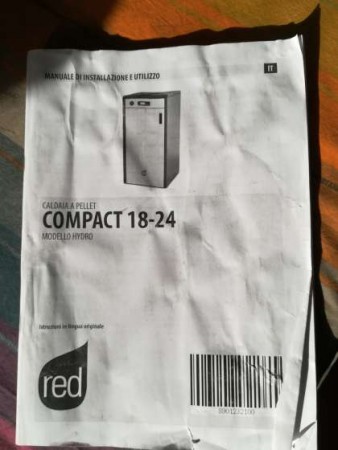 MANUALE DI INSTALLAZIONE E UTILIZZO
IT
CALDAIA A PELLET
COMPACT 18-24
MODELLO HYDRO
Istruzioni in lingua originale
red